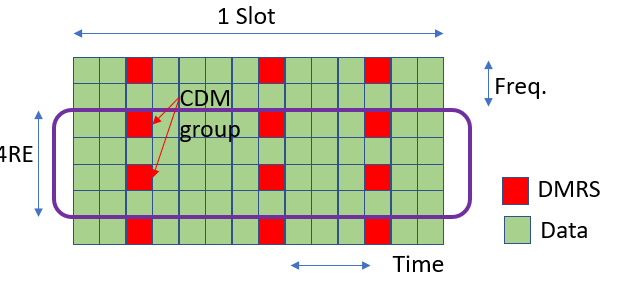 1 Slot
Freq.
CDM
group
4RE
DMRS
Data
Time